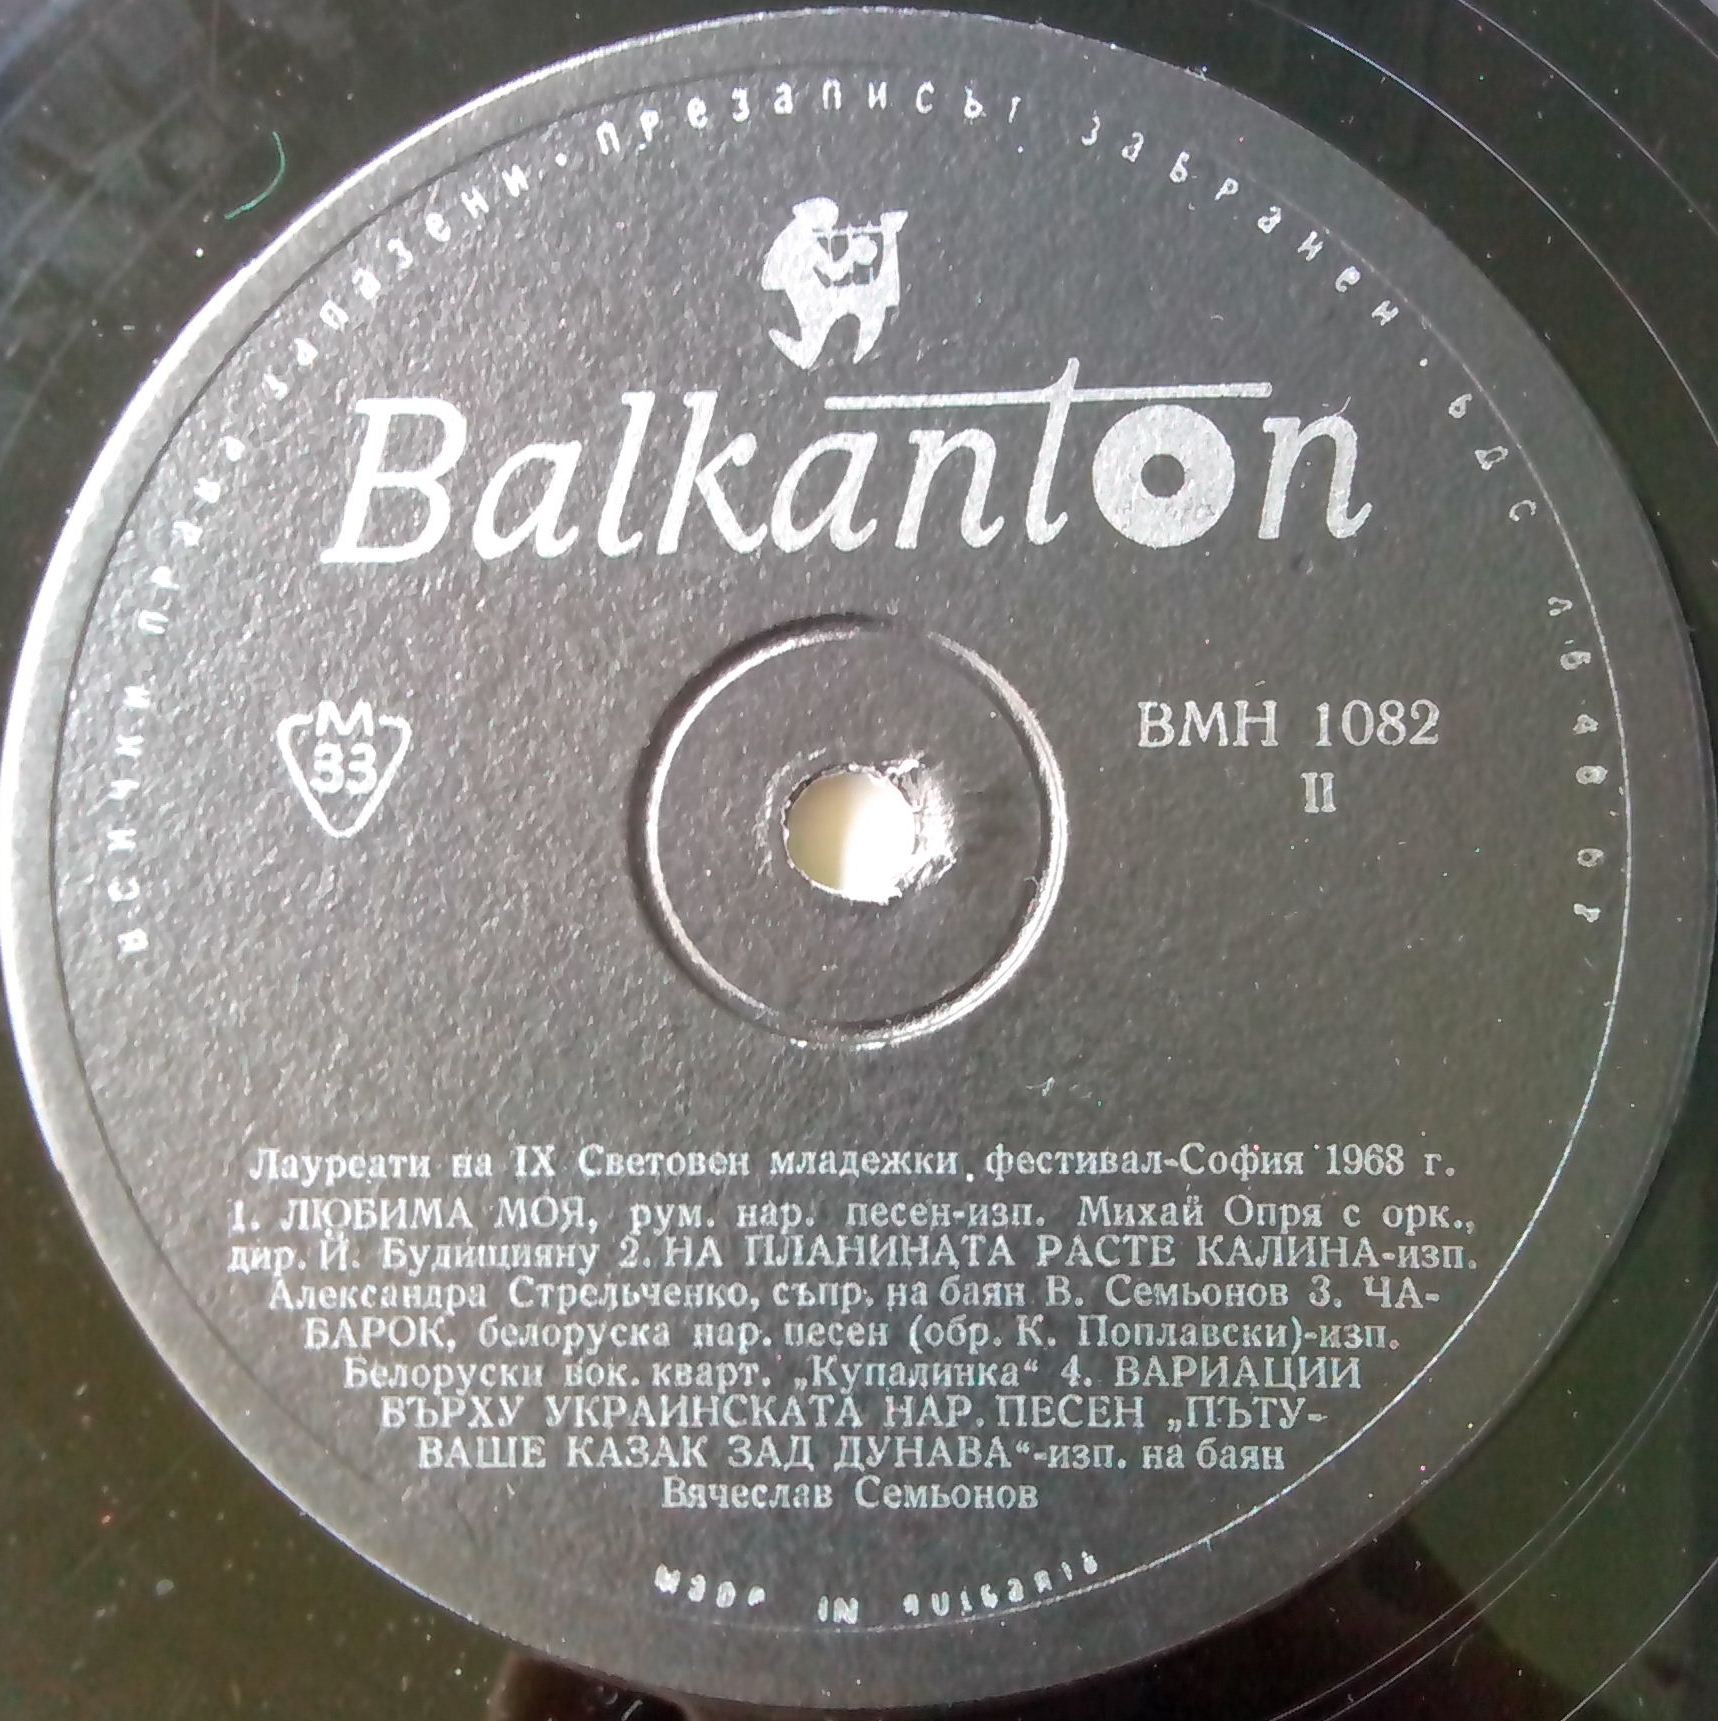 ВСИЧКИ ПРАВА ЗАПАЗЕНИ • ПРЕЗАПИСЪТ ЗАБРАНЕН • БДС
Balkanton
М
33
ВМН 1082
II
Лауреати на IX Световен младежки фестивал-София 1968 г.
1. ЛЮБИМА МОЯ, рум. нар. песен-изп. Михай Опря с орк.,
дир. Й. Будищияну 2. НА ПЛАНИНАТА РАСТЕ КАЛИНА-изп.
Александра Стрельченко, съпр. на баян В. Семьонов 3. ЧА-
БАРОК, белоруска нар. песен (обр. К. Поплавски)-изп.
Белоруски вок. кварт. „Купалинка“ 4. ВАРИАЦИИ
ВЪРХУ УКРАИНСКАТА НАР. ПЕСЕН „ПЪТУ-
ВАШЕ КАЗАК ЗАД ДУНАВА“-изп. на баян
Вячеслав Семьонов
MADE IN BULGARIA